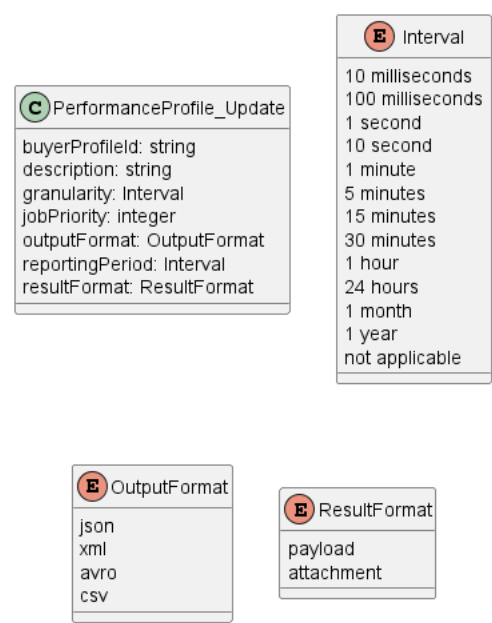 E Interval
10 milliseconds
100 milliseconds
1 second
10 second
1 minute
5 minutes
15 minutes
30 minutes
1 hour
24 hours
1 month
1 year
not applicable
C PerformanceProfile_Update
buyerProfileId: string
description: string
granularity: Interval
jobPriority: integer
outputFormat: OutputFormat
reportingPeriod: Interval
resultFormat: ResultFormat
E OutputFormat
json
xml
avro
csv
E ResultFormat
payload
attachment